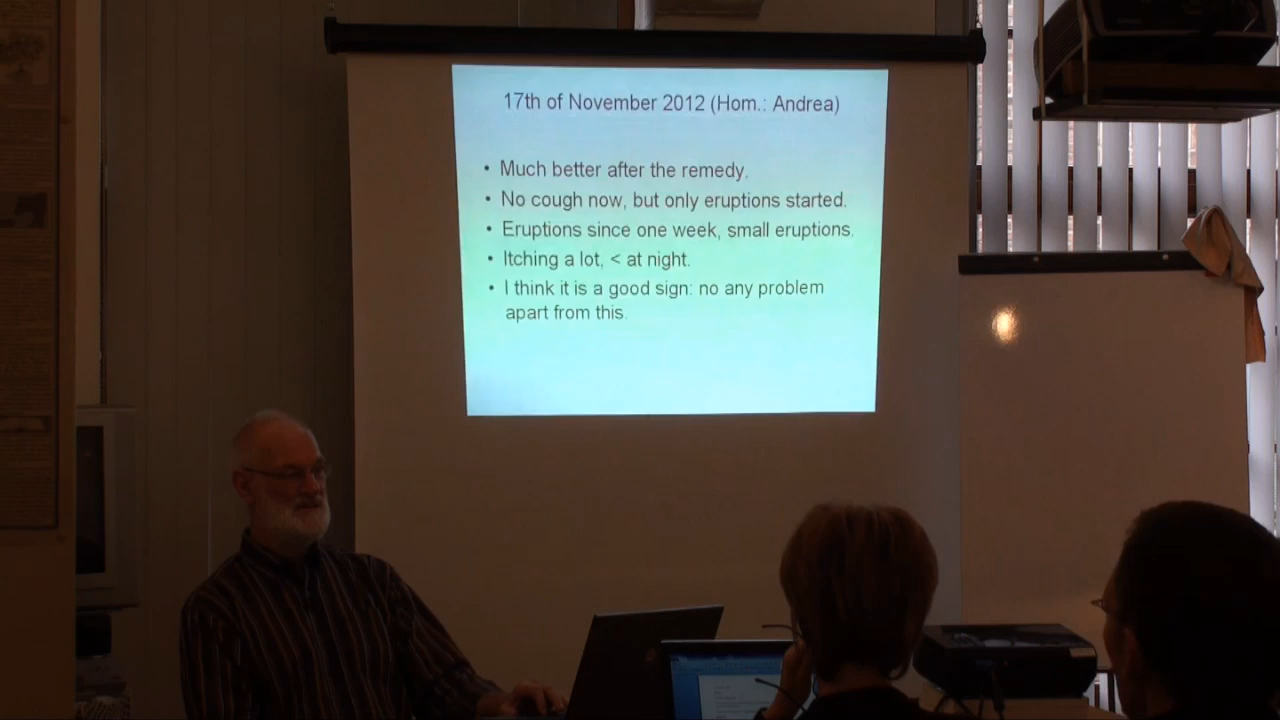 17th of November 2012 (Hom.: Andrea)
• Much better after the remedy.
• No cough now, but only eruptions started.
• Eruptions since one week, small eruptions.
• Itching a lot, < at night.
• I think it is a good sign: no any problem
apart from this.